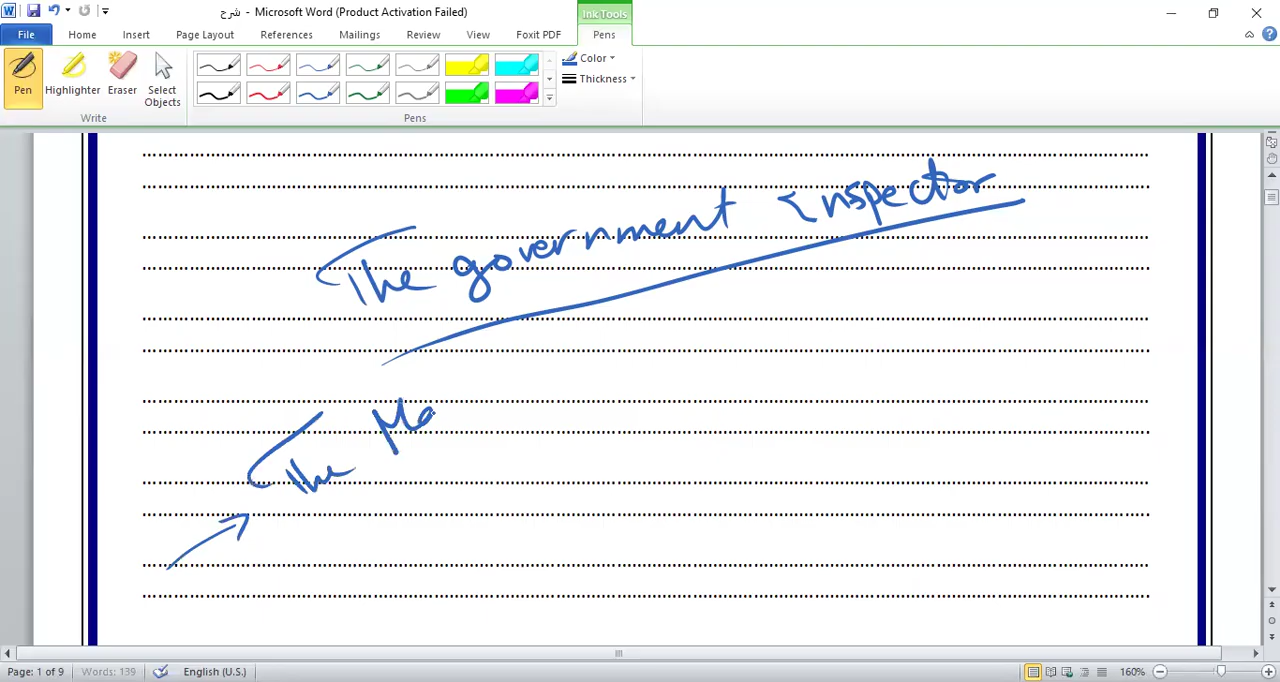 شرح - Microsoft Word (Product Activation Failed)
Ink Tools
File Home Insert Page Layout References Mailings Review View Foxit PDF Pens
Pen Highlighter Eraser Select Objects
Color
Thickness
Write Pens
The government Inspector
The Ma
Page: 1 of 9 Words: 139 English (U.S.) 160%